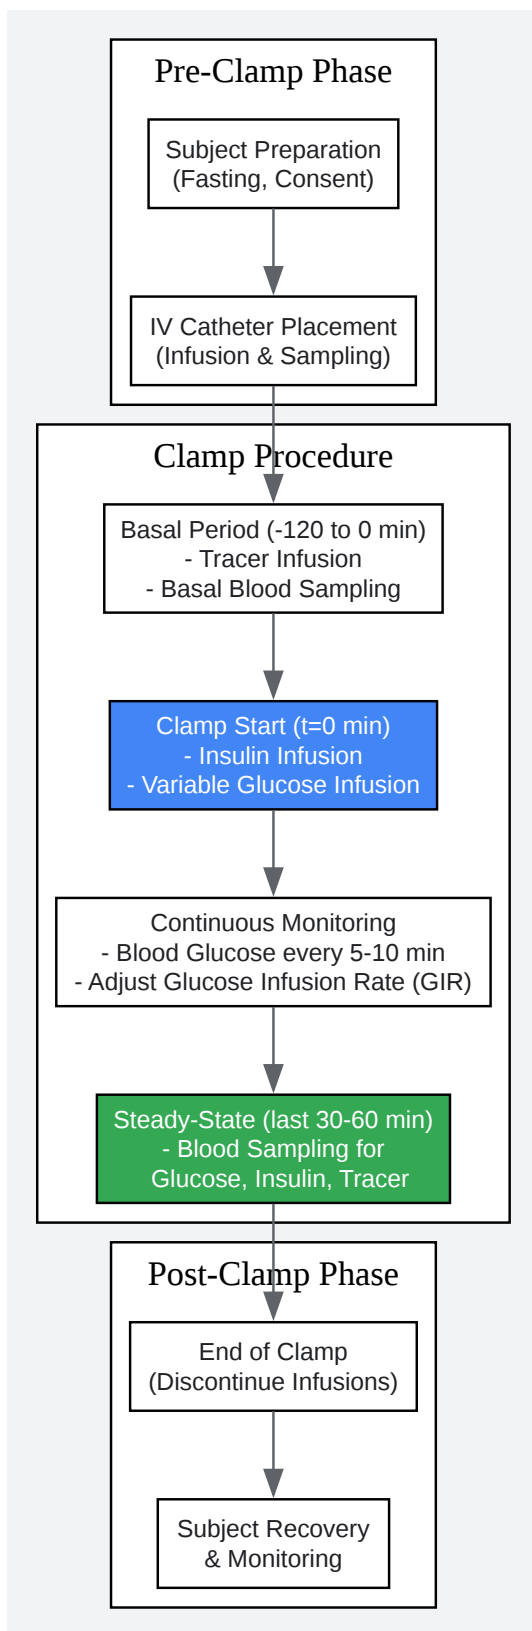 Pre-Clamp Phase
Subject Preparation
(Fasting, Consent)
IV Catheter Placement
(Infusion & Sampling)
Clamp Procedure
Basal Period (-120 to 0 min)
- Tracer Infusion
- Basal Blood Sampling
Clamp Start (t=0 min)
- Insulin Infusion
- Variable Glucose Infusion
Continuous Monitoring
- Blood Glucose every 5-10 min
- Adjust Glucose Infusion Rate (GIR)
Steady-State (last 30-60 min)
- Blood Sampling for
Glucose, Insulin, Tracer
Post-Clamp Phase
End of Clamp
(Discontinue Infusions)
Subject Recovery
& Monitoring